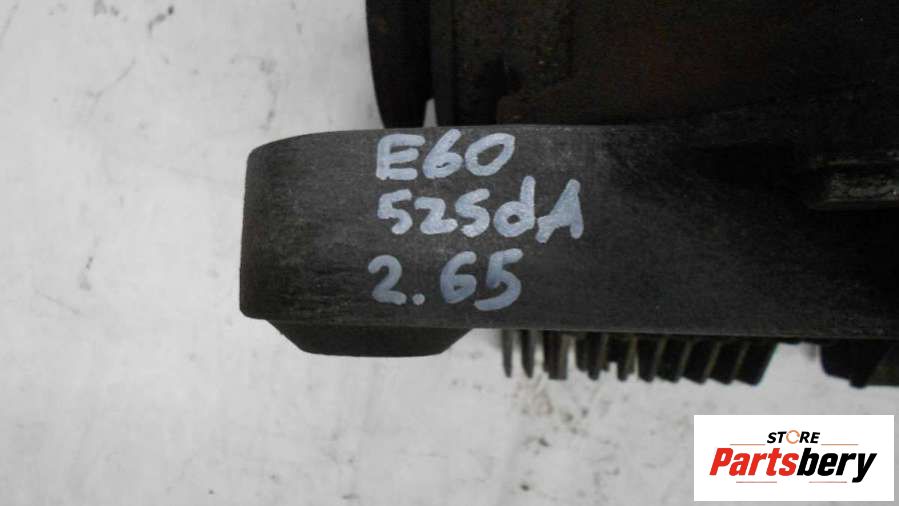 E60
525dA
2.65
STORE
Partsbery